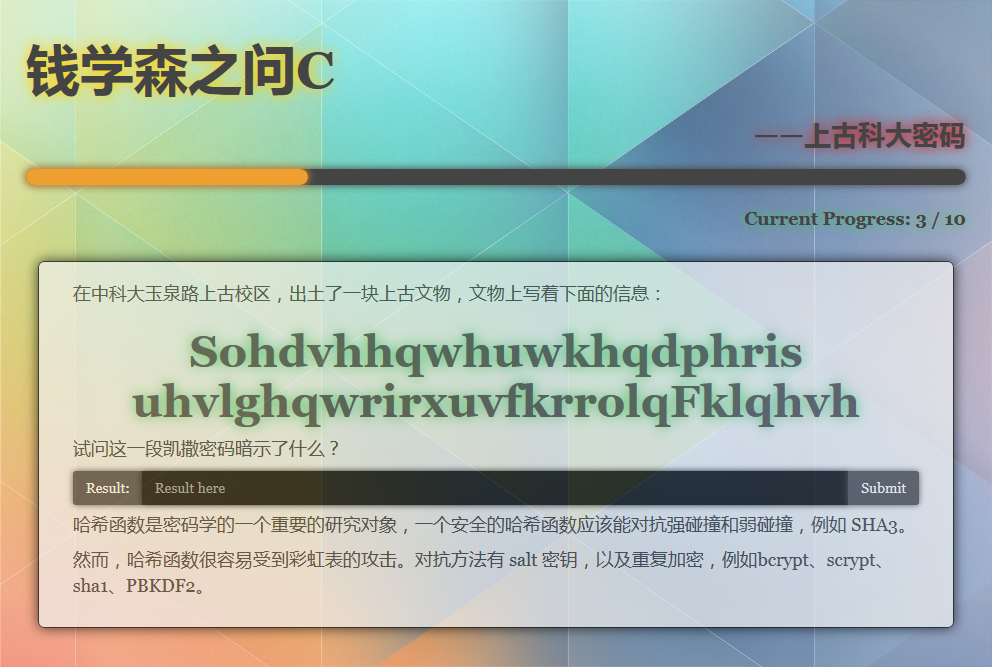 钱学森之问C
——上古科大密码
Current Progress: 3 / 10
在中科大玉泉路上古校区，出土了一块上古文物，文物上写着下面的信息：
Sohdvhhqwhuwkhqdphris
uhvlghqwrirxuvfkrrolqFklqhvh
试问这一段凯撒密码暗示了什么？
Result: Result here Submit
哈希函数是密码学的一个重要的研究对象，一个安全的哈希函数应该能对抗强碰撞和弱碰撞，例如 SHA3。
然而，哈希函数很容易受到彩虹表的攻击。对抗方法有 salt 密钥，以及重复加密，例如bcrypt、scrypt、
sha1、PBKDF2。